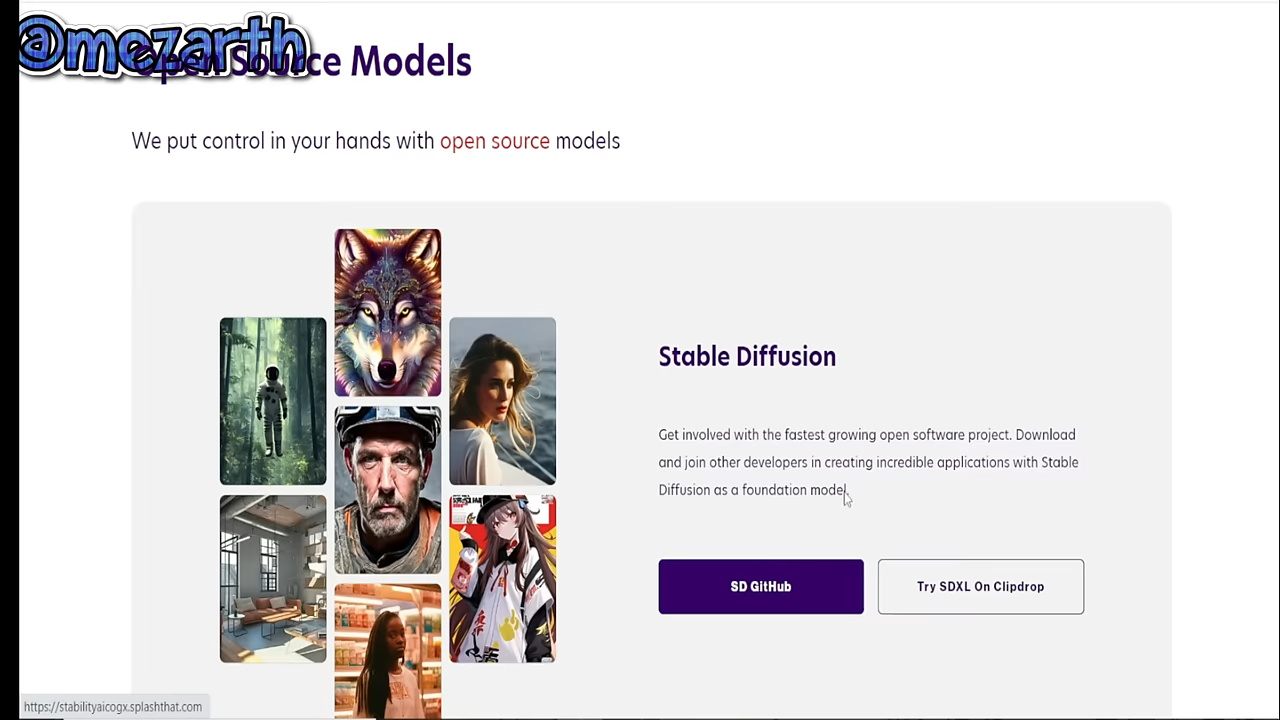 @mezarth
Open Source Models
We put control in your hands with open source models
Stable Diffusion
Get involved with the fastest growing open software project. Download
and join other developers in creating incredible applications with Stable
Diffusion as a foundation model.
SD GitHub
Try SDXL On Clipdrop
https://stabilityaicogx.splashthat.com